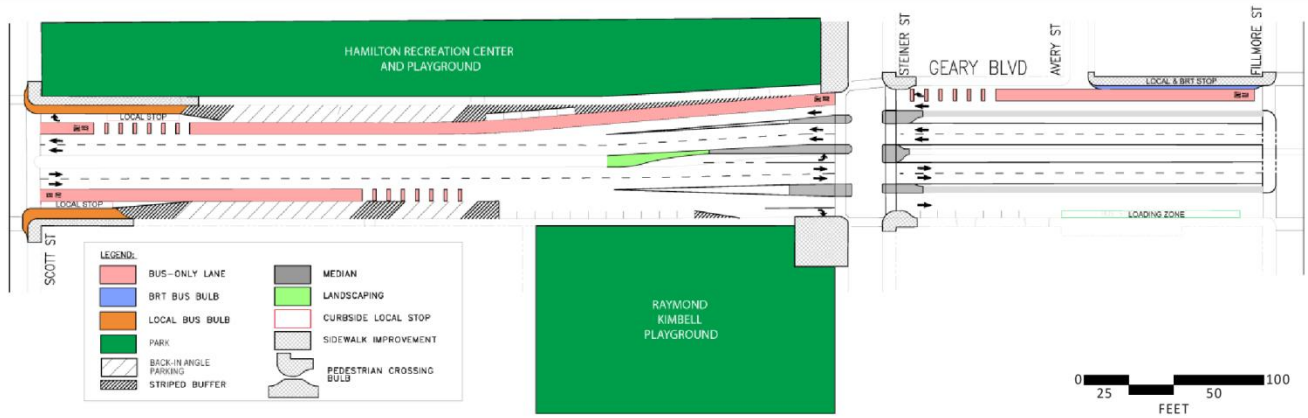 HAMILTON RECREATION CENTER
AND PLAYGROUND
STEINER ST
GEARY BLVD
AVERY ST
FILLMORE ST
LOCAL & BRT STOP
LOCAL STOP
LOCAL STOP
LOADING ZONE
SCOTT ST
LEGEND:
BUS-ONLY LANE
BRT BUS BULB
LOCAL BUS BULB
PARK
BACK-IN ANGLE
PARKING
STRIPED BUFFER
MEDIAN
LANDSCAPING
CURBSIDE LOCAL STOP
SIDEWALK IMPROVEMENT
PEDESTRIAN CROSSING
BULB
RAYMOND
KIMBELL
PLAYGROUND
0 100
25 50
FEET